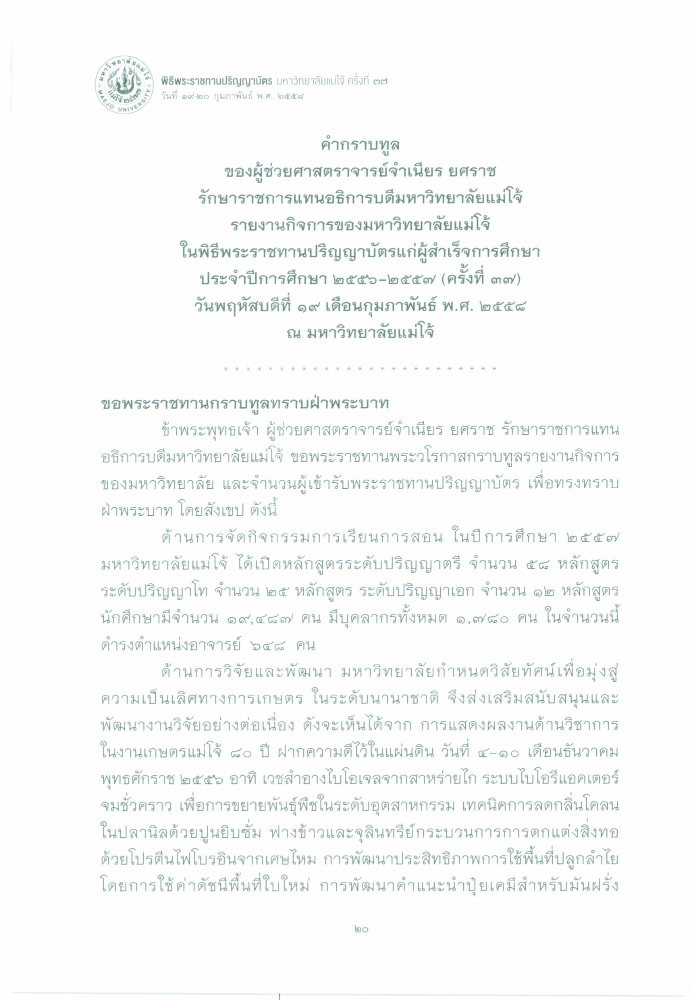 มหาวิทยาลัยแม่โจ้
แม่โจ้ ๒๔๗๗
MAEJO UNIVERSITY
พิธีพระราชทานปริญญาบัตร มหาวิทยาลัยแม่โจ้ ครั้งที่ ๓๗
วันที่ ๑๙-๒๐ กุมภาพันธ์ พ.ศ. ๒๕๕๘
คำกราบทูล
ของผู้ช่วยศาสตราจารย์จำเนียร ยศราช
รักษาราชการแทนอธิการบดีมหาวิทยาลัยแม่โจ้
รายงานกิจการของมหาวิทยาลัยแม่โจ้
ในพิธีพระราชทานปริญญาบัตรแก่ผู้สำเร็จการศึกษา
ประจำปีการศึกษา ๒๕๕๖-๒๕๕๗ (ครั้งที่ ๓๗)
วันพฤหัสบดีที่ ๑๙ เดือนกุมภาพันธ์ พ.ศ. ๒๕๕๘
ณ มหาวิทยาลัยแม่โจ้
* * * * * * * * * * * * * * * * * * * * * * * * *
ขอพระราชทานกราบทูลทราบฝ่าพระบาท
ข้าพระพุทธเจ้า ผู้ช่วยศาสตราจารย์จำเนียร ยศราช รักษาราชการแทน
อธิการบดีมหาวิทยาลัยแม่โจ้ ขอพระราชทานพระวโรกาสกราบทูลรายงานกิจการ
ของมหาวิทยาลัย และจำนวนผู้เข้ารับพระราชทานปริญญาบัตร เพื่อทรงทราบ
ฝ่าพระบาท โดยสังเขป ดังนี้
ด้านการจัดกิจกรรมการเรียนการสอน ในปีการศึกษา ๒๕๕๗
มหาวิทยาลัยแม่โจ้ ได้เปิดหลักสูตรระดับปริญญาตรี จำนวน ๕๘ หลักสูตร
ระดับปริญญาโท จำนวน ๒๕ หลักสูตร ระดับปริญญาเอก จำนวน ๑๒ หลักสูตร
นักศึกษามีจำนวน ๑๙,๔๘๗ คน มีบุคลากรทั้งหมด ๑,๗๘๐ คน ในจำนวนนี้
ดำรงตำแหน่งอาจารย์ ๖๔๘ คน
ด้านการวิจัยและพัฒนา มหาวิทยาลัยกำหนดวิสัยทัศน์เพื่อมุ่งสู่
ความเป็นเลิศทางการเกษตร ในระดับนานาชาติ จึงส่งเสริมสนับสนุนและ
พัฒนางานวิจัยอย่างต่อเนื่อง ดังจะเห็นได้จาก การแสดงผลงานด้านวิชาการ
ในงานเกษตรแม่โจ้ ๘๐ ปี ฝากความดีไว้ในแผ่นดิน วันที่ ๔-๑๐ เดือนธันวาคม
พุทธศักราช ๒๕๕๖ อาทิ เวชสำอางไบโอเจลจากสาหร่ายไก ระบบไบโอรีแอคเตอร์
จมชั่วคราว เพื่อการขยายพันธุ์พืชในระดับอุตสาหกรรม เทคนิคการลดกลิ่นโคลน
ในปลานิลด้วยปูนยิบซั่ม ฟางข้าวและจุลินทรีย์กระบวนการการตกแต่งสิ่งทอ
ด้วยโปรตีนไฟโบรอินจากเศษไหม การพัฒนาประสิทธิภาพการใช้พื้นที่ปลูกลำไย
โดยการใช้ค่าดัชนีพื้นที่ใบใหม่ การพัฒนาคำแนะนำปุ๋ยเคมีสำหรับมันฝรั่ง
๒๐